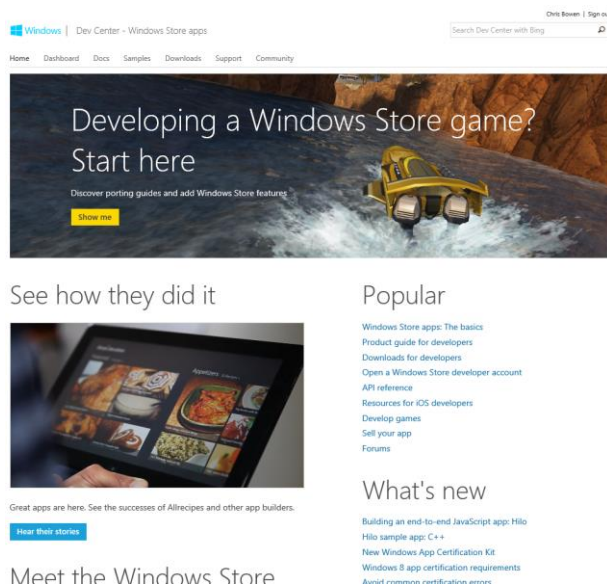 Chris Bowen | Sign ou
Windows | Dev Center - Windows Store apps
Search Dev Center with Bing
Home Dashboard Docs Samples Downloads Support Community
Developing a Windows Store game?
Start here
Discover porting guides and add Windows Store features
Show me
See how they did it
Appetizers
Great apps are here. See the successes of Allrecipes and other app builders.
Hear their stories
Meet the Windows Store
Popular
Windows Store apps: The basics
Product guide for developers
Downloads for developers
Open a Windows Store developer account
API reference
Resources for iOS developers
Develop games
Sell your app
Forums
What's new
Building an end-to-end JavaScript app: Hilo
Hilo sample app: C++
New Windows App Certification Kit
Windows 8 app certification requirements
Avoid common certification errors